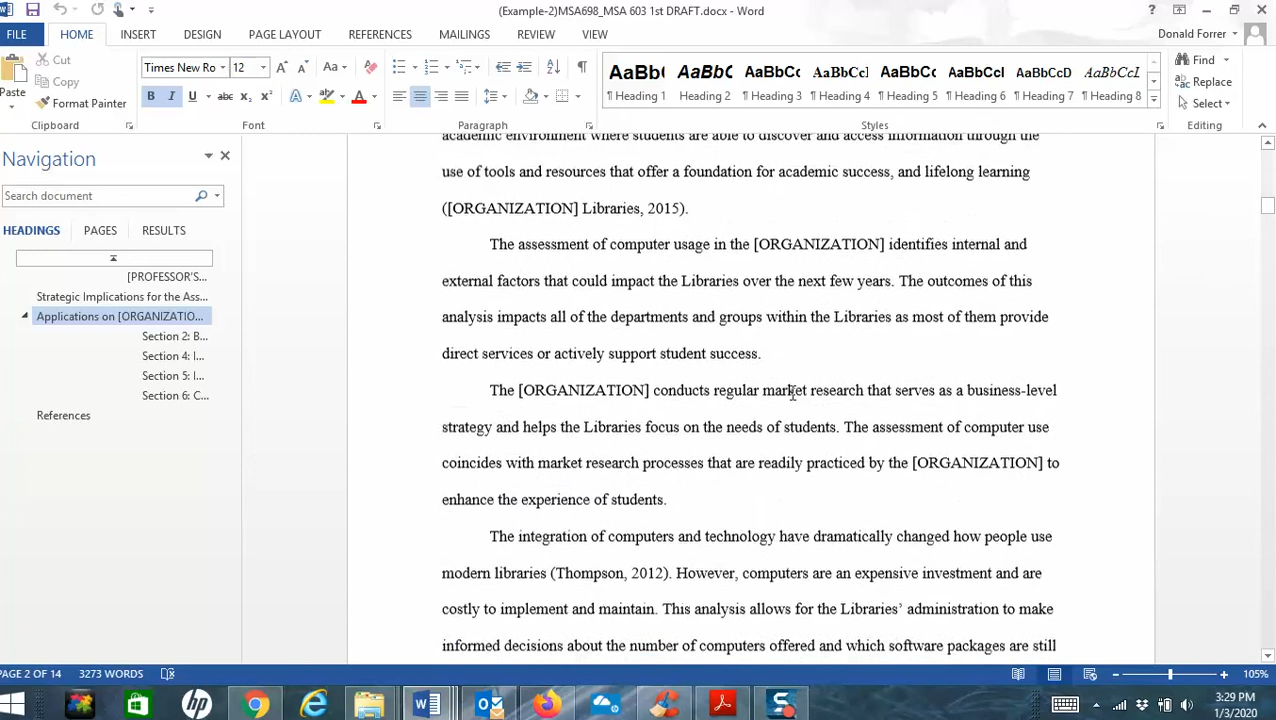 (Example-2)MSA698_MSA 603 1st DRAFT.docx - Word
FILE HOME INSERT DESIGN PAGE LAYOUT REFERENCES MAILINGS REVIEW VIEW Donald Forrer
Cut
Copy
Format Painter
Paste
Times New Ro 12
AaBb( AaBbCc AaBbCc AaBbCcI AaBbCc AaBbCcI AaBbCcI AaBbCcI
¶ Heading 1 Heading 2 ¶ Heading 3 ¶ Heading 4 ¶ Heading 5 ¶ Heading 6 ¶ Heading 7 ¶ Heading 8
Find
Replace
Select
Clipboard Font Paragraph Styles Editing
Navigation
Search document
HEADINGS PAGES RESULTS
[PROFESSOR'S...
Strategic Implications for the Ass...
Applications on [ORGANIZATIO...
Section 2: B...
Section 4: I...
Section 5: I...
Section 6: C...
References
academic environment where students are able to discover and access information through the
use of tools and resources that offer a foundation for academic success, and lifelong learning
([ORGANIZATION] Libraries, 2015).
The assessment of computer usage in the [ORGANIZATION] identifies internal and
external factors that could impact the Libraries over the next few years. The outcomes of this
analysis impacts all of the departments and groups within the Libraries as most of them provide
direct services or actively support student success.
The [ORGANIZATION] conducts regular market research that serves as a business-level
strategy and helps the Libraries focus on the needs of students. The assessment of computer use
coincides with market research processes that are readily practiced by the [ORGANIZATION] to
enhance the experience of students.
The integration of computers and technology have dramatically changed how people use
modern libraries (Thompson, 2012). However, computers are an expensive investment and are
costly to implement and maintain. This analysis allows for the Libraries’ administration to make
informed decisions about the number of computers offered and which software packages are still
PAGE 2 OF 14 3273 WORDS 105%
3:29 PM
1/3/2020